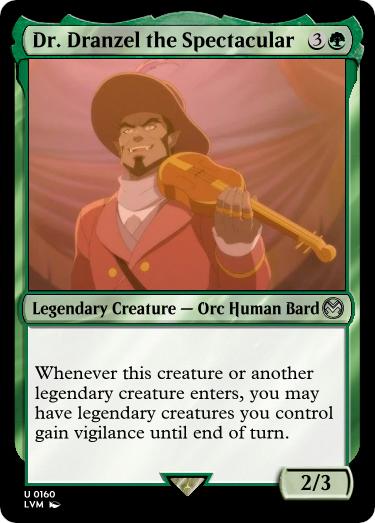 Dr. Dranzel the Spectacular 3
Legendary Creature — Orc Human Bard
Whenever this creature or another
legendary creature enters, you may
have legendary creatures you control
gain vigilance until end of turn.
2/3
U 0160
LVM